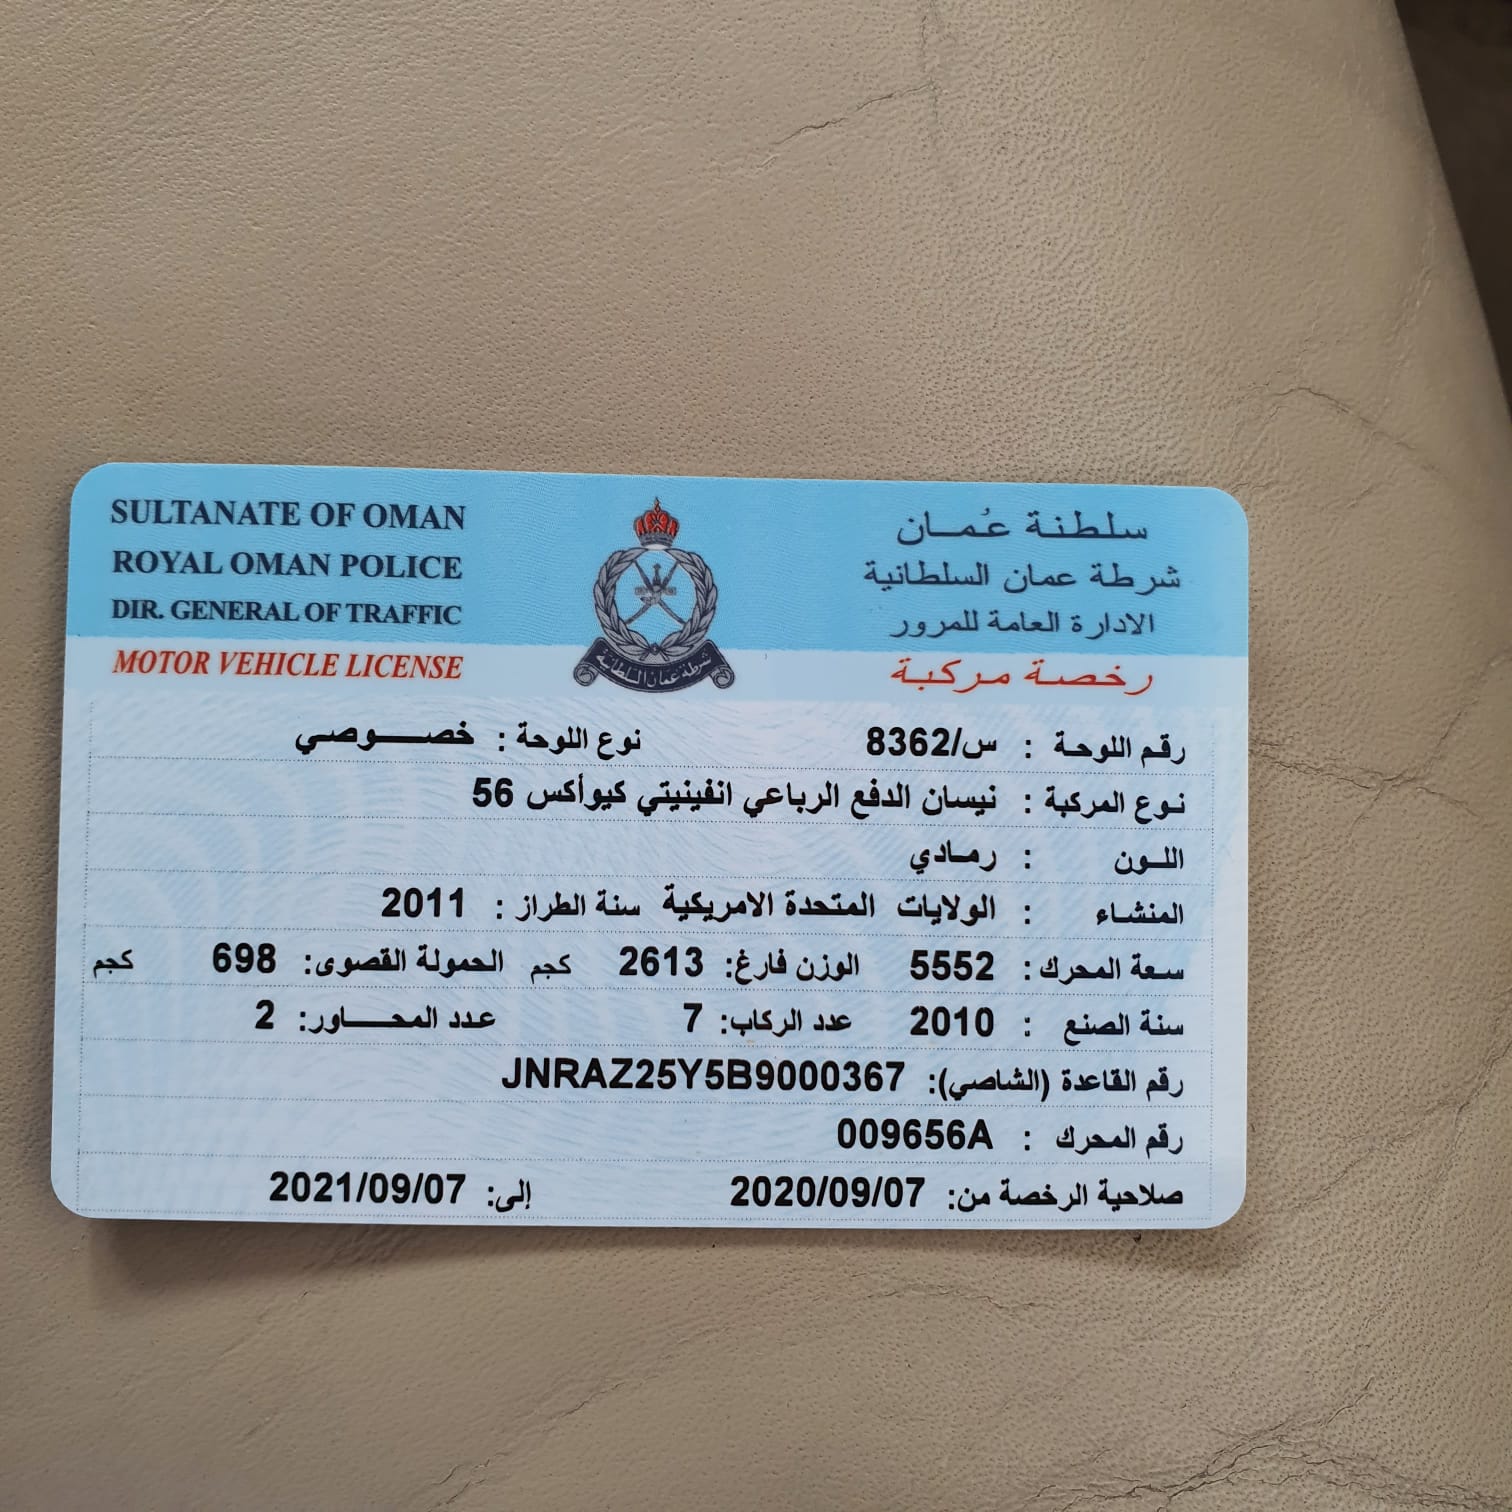 SULTANATE OF OMAN
ROYAL OMAN POLICE
DIR. GENERAL OF TRAFFIC
MOTOR VEHICLE LICENSE
سلطنة عُمان
شرطة عمان السلطانية
الادارة العامة للمرور
رخصة مركبة
شرطة عمان السلطانية
رقم اللوحة : 8362/س نوع اللوحة : خصوصي
نوع المركبة : نيسان الدفع الرباعي انفينيتي كيوأكس 56
اللون : رمادي
المنشاء : الولايات المتحدة الامريكية سنة الطراز : 2011
سعة المحرك: 5552 الوزن فارغ: 2613 كجم الحمولة القصوى: 698 كجم
سنة الصنع : 2010 عدد الركاب: 7 عدد المحاور: 2
رقم القاعدة (الشاصي): JNRAZ25Y5B9000367
رقم المحرك : 009656A
صلاحية الرخصة من: 2020/09/07 إلى: 2021/09/07